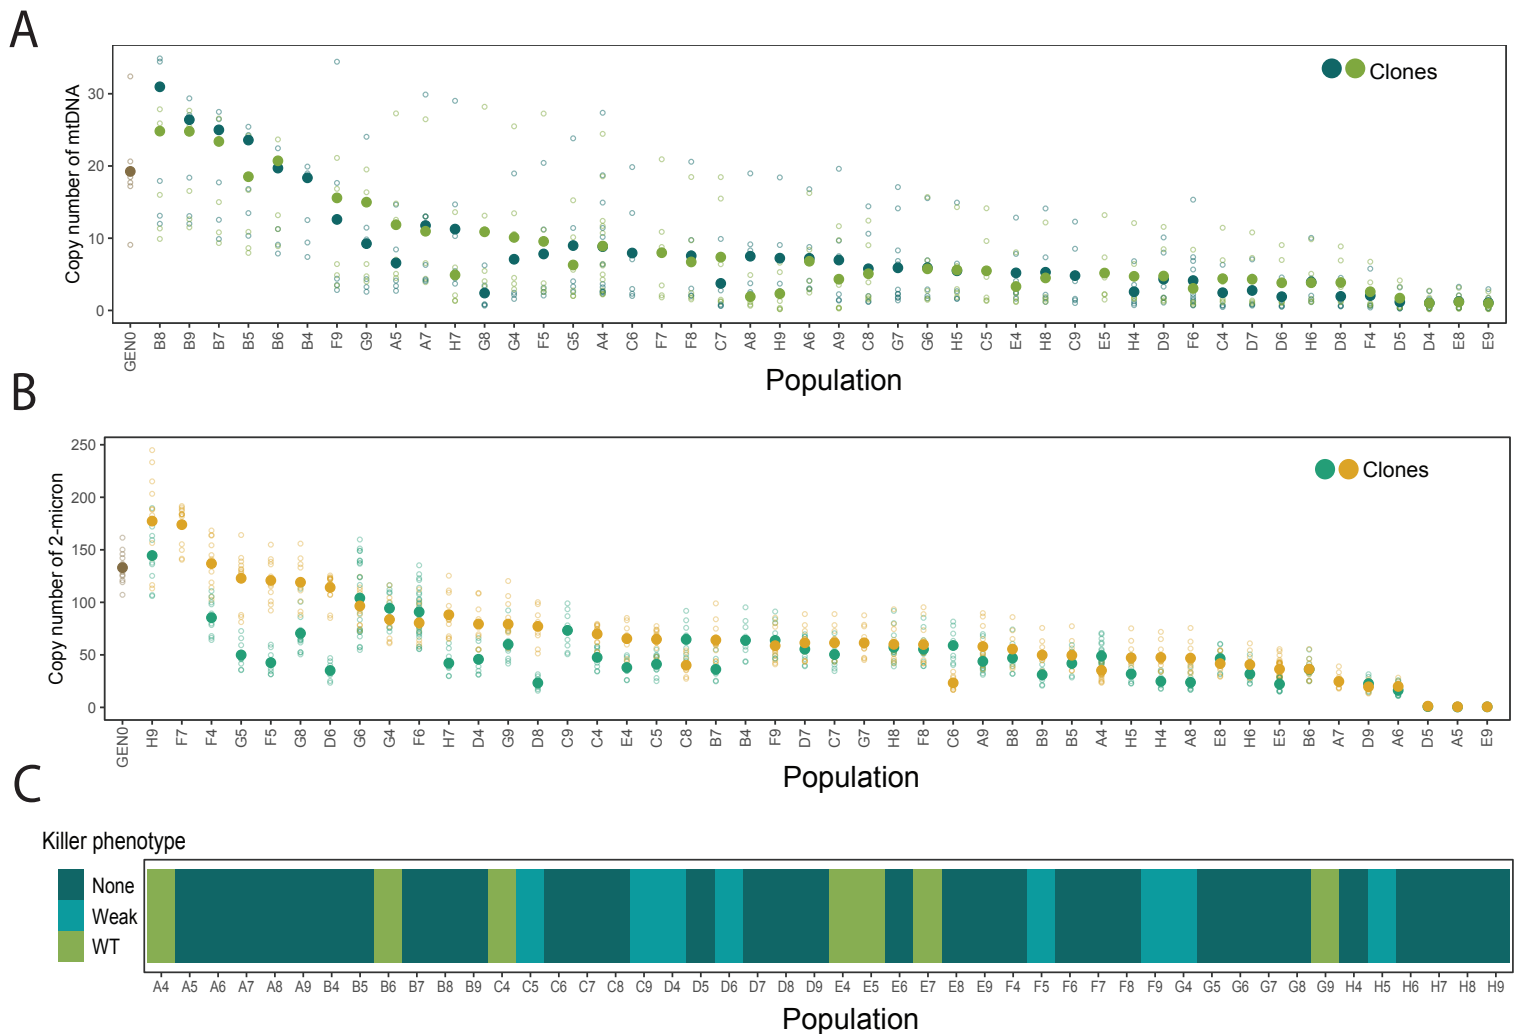 A
Copy number of mtDNA
30
20
10
0
Clones
GEN0 B8 B9 B7 B5 B6 B4 F9 G9 A5 A7 H7 G8 G4 F5 G5 A4 C6 F7 F8 C7 A8 H9 A6 A9 C8 G7 G6 H5 C5 E4 H8 C9 E5 H4 D9 F6 C4 D7 D6 H6 D8 F4 D5 D4 E8 E9
Population
B
Copy number of 2-micron
250
200
150
100
50
0
Clones
GEN0 H9 F7 F4 G5 F5 G8 D6 G6 G4 F6 H7 D4 G9 D8 C9 C4 E4 C5 C8 B7 B4 F9 D7 C7 G7 H8 F8 C6 A9 B8 B9 B5 A4 H5 H4 A8 E8 H6 E5 B6 A7 D9 A6 D5 A5 E9
Population
C
Killer phenotype
None
Weak
WT
A4 A5 A6 A7 A8 A9 B4 B5 B6 B7 B8 B9 C4 C5 C6 C7 C8 C9 D4 D5 D6 D7 D8 D9 E4 E5 E6 E7 E8 E9 F4 F5 F6 F7 F8 F9 G4 G5 G6 G7 G8 G9 H4 H5 H6 H7 H8 H9
Population